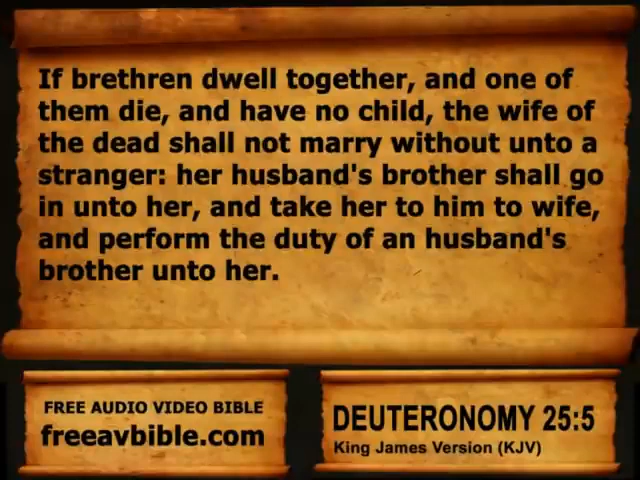 If brethren dwell together, and one of
them die, and have no child, the wife of
the dead shall not marry without unto a
stranger: her husband's brother shall go
in unto her, and take her to him to wife,
and perform the duty of an husband's
brother unto her.
FREE AUDIO VIDEO BIBLE
freeavbible.com
DEUTERONOMY 25:5
King James Version (KJV)